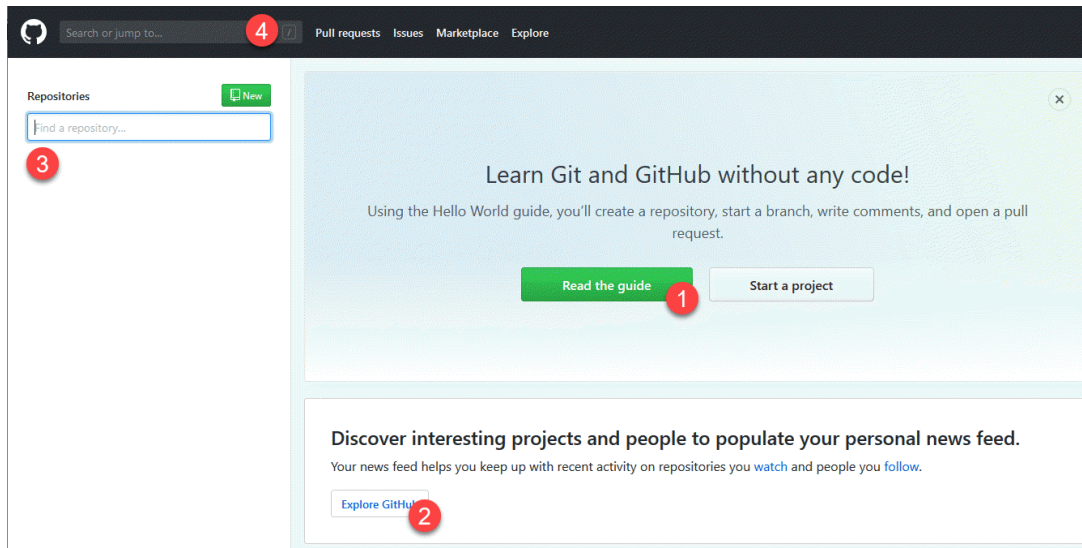 Search or jump to... 4 / Pull requests Issues Marketplace Explore
Repositories New
Find a repository...
3
Learn Git and GitHub without any code!
Using the Hello World guide, you'll create a repository, start a branch, write comments, and open a pull
request.
Read the guide 1 Start a project
Discover interesting projects and people to populate your personal news feed.
Your news feed helps you keep up with recent activity on repositories you watch and people you follow.
Explore GitHu 2